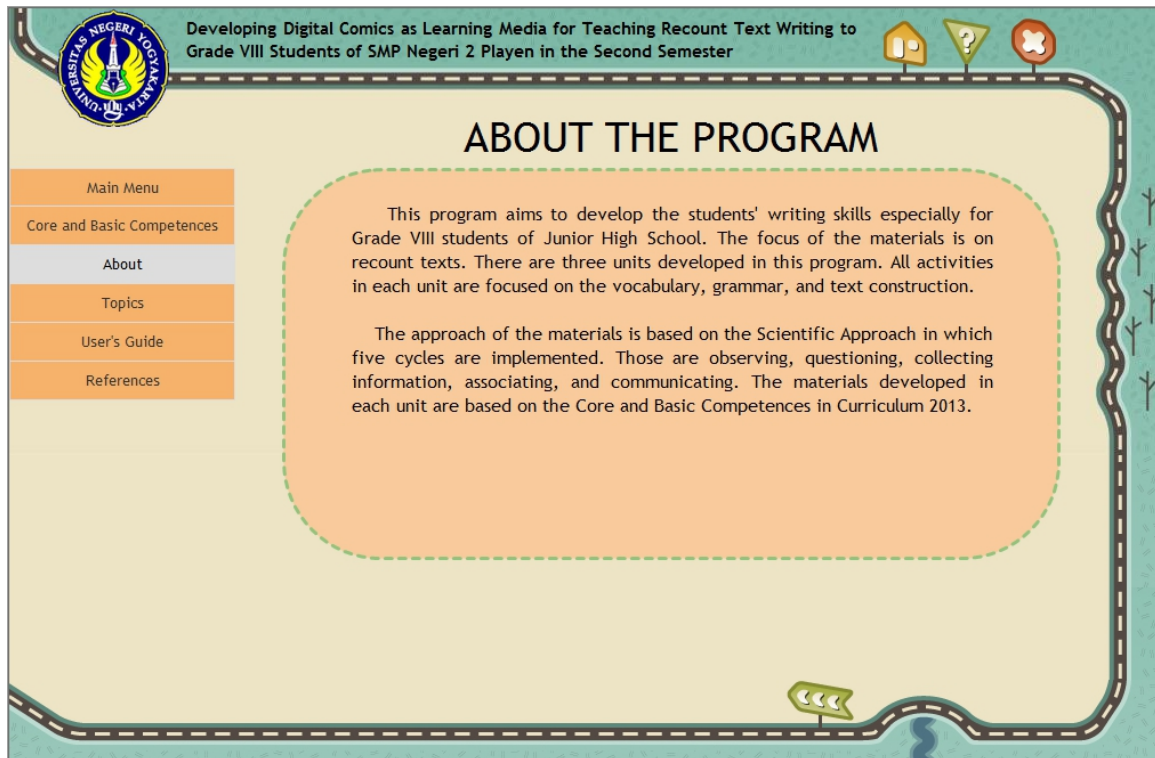 Developing Digital Comics as Learning Media for Teaching Recount Text Writing to
Grade VIII Students of SMP Negeri 2 Playen in the Second Semester
UNIVERSITAS NEGERI YOGYAKARTA
?
ABOUT THE PROGRAM
Main Menu
Core and Basic Competences
About
Topics
User's Guide
References
This program aims to develop the students' writing skills especially for
Grade VIII students of Junior High School. The focus of the materials is on
recount texts. There are three units developed in this program. All activities
in each unit are focused on the vocabulary, grammar, and text construction.
The approach of the materials is based on the Scientific Approach in which
five cycles are implemented. Those are observing, questioning, collecting
information, associating, and communicating. The materials developed in
each unit are based on the Core and Basic Competences in Curriculum 2013.